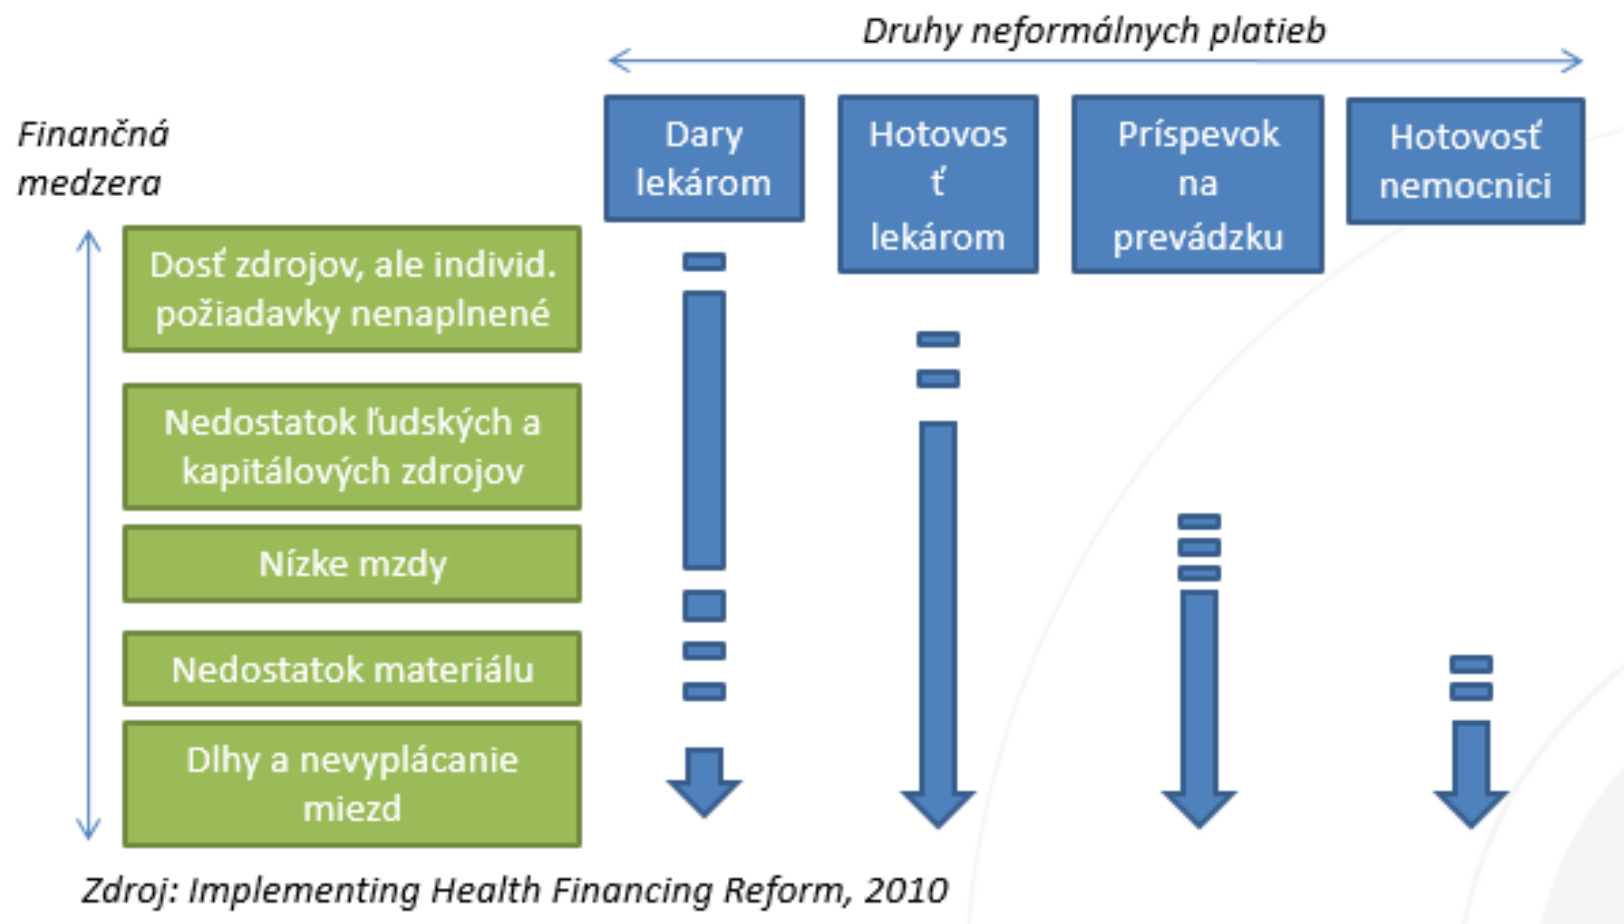 Druhy neformálnych platieb
Finančná
medzera
Dary
lekárom
Hotovos
ť
lekárom
Príspevok
na
prevádzku
Hotovosť
nemocnici
Dosť zdrojov, ale individ.
požiadavky nenaplnené
Nedostatok ľudských a
kapitálových zdrojov
Nízke mzdy
Nedostatok materiálu
Dlhy a nevyplácanie
miezd
Zdroj: Implementing Health Financing Reform, 2010